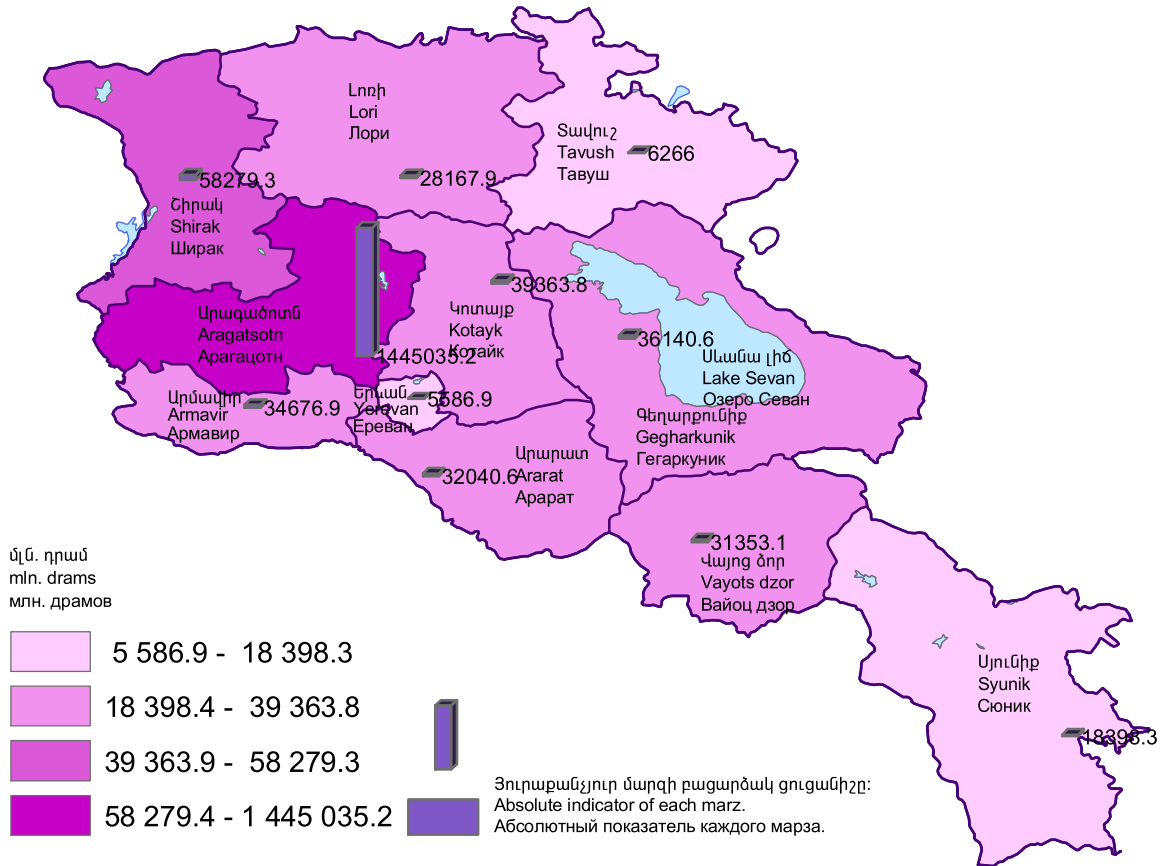 Լոռի
Lori
Лори
28167.9
Տավուշ
Tavush
Тавуш
6266
58279.3
Շիրակ
Shirak
Ширак
39363.8
Կոտայք
Kotayk
Котайк
Արագածոտն
Aragatsotn
Арагацотн
1445035.2
36140.6
Սևանա լիճ
Lake Sevan
Озеро Севан
Գեղարքունիք
Gegharkunik
Гегаркуник
Արմավիր
Armavir
Армавир
34676.9
Երևան
Yerevan
Ереван
5586.9
Արարատ
Ararat
Арарат
32040.6
31353.1
Վայոց ձոր
Vayots dzor
Вайоц дзор
Սյունիք
Syunik
Сюник
18398.3
մլն. դրամ
mln. drams
млн. драмов
5 586.9 - 18 398.3
18 398.4 - 39 363.8
39 363.9 - 58 279.3
58 279.4 - 1 445 035.2
Յուրաքանչյուր մարզի բացարձակ ցուցանիշը:
Absolute indicator of each marz.
Абсолютный показатель каждого марза.